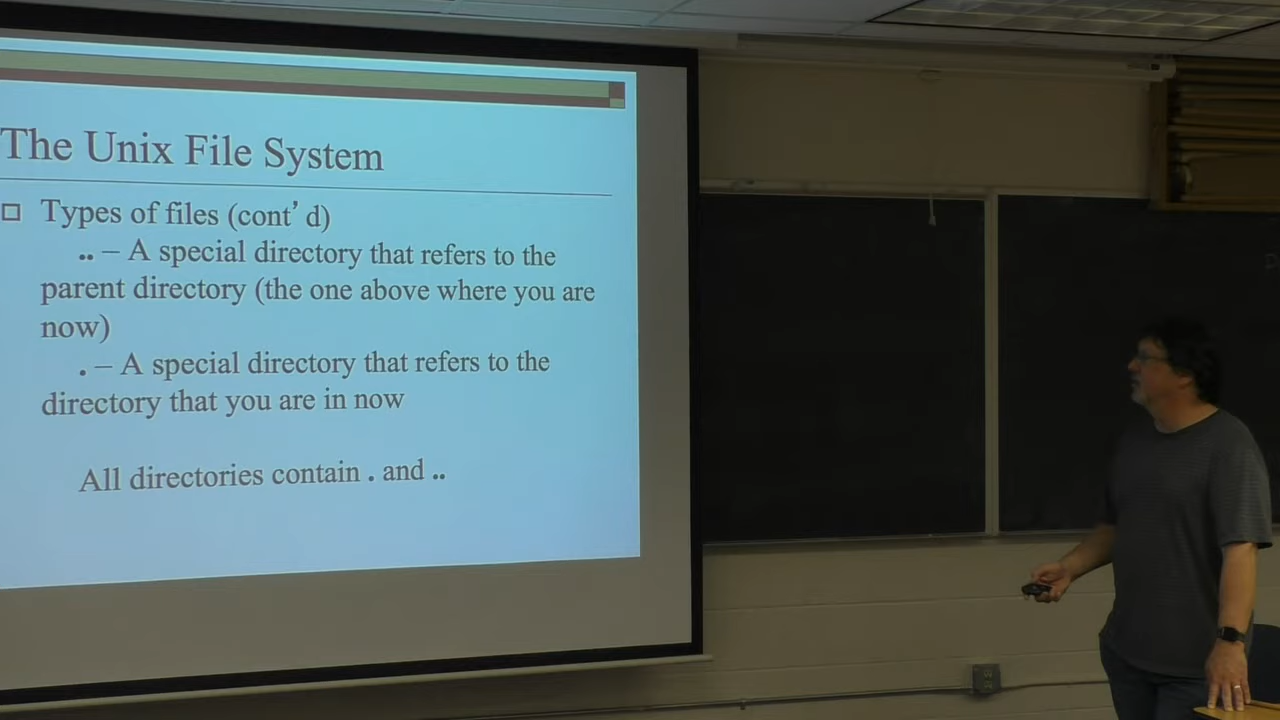 The Unix File System
Types of files (cont'd)
.. – A special directory that refers to the
parent directory (the one above where you are
now)
. – A special directory that refers to the
directory that you are in now
All directories contain . and ..